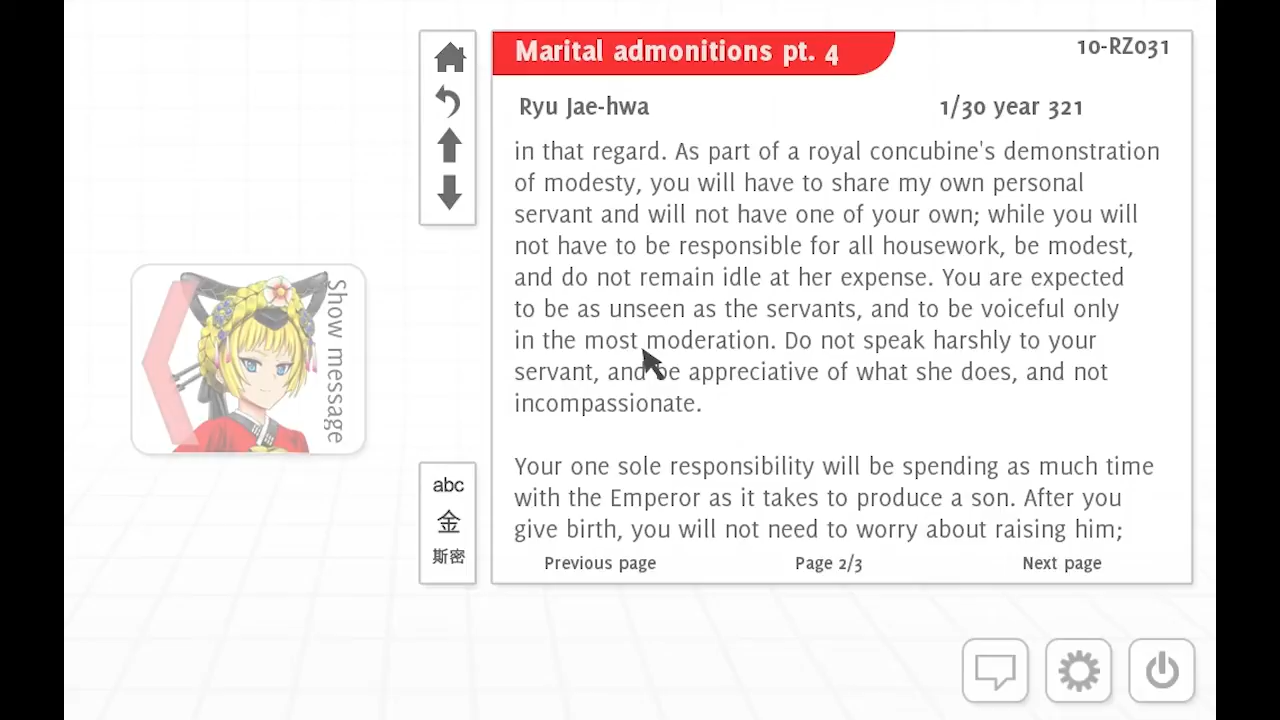 Marital admonitions pt. 4
10-RZ031
Ryu Jae-hwa
1/30 year 321
in that regard. As part of a royal concubine's demonstration
of modesty, you will have to share my own personal
servant and will not have one of your own; while you will
not have to be responsible for all housework, be modest,
and do not remain idle at her expense. You are expected
to be as unseen as the servants, and to be voiceful only
in the most moderation. Do not speak harshly to your
servant, and be appreciative of what she does, and not
incompassionate.
Your one sole responsibility will be spending as much time
with the Emperor as it takes to produce a son. After you
give birth, you will not need to worry about raising him;
Previous page
Page 2/3
Next page
Show message
abc
金
斯密